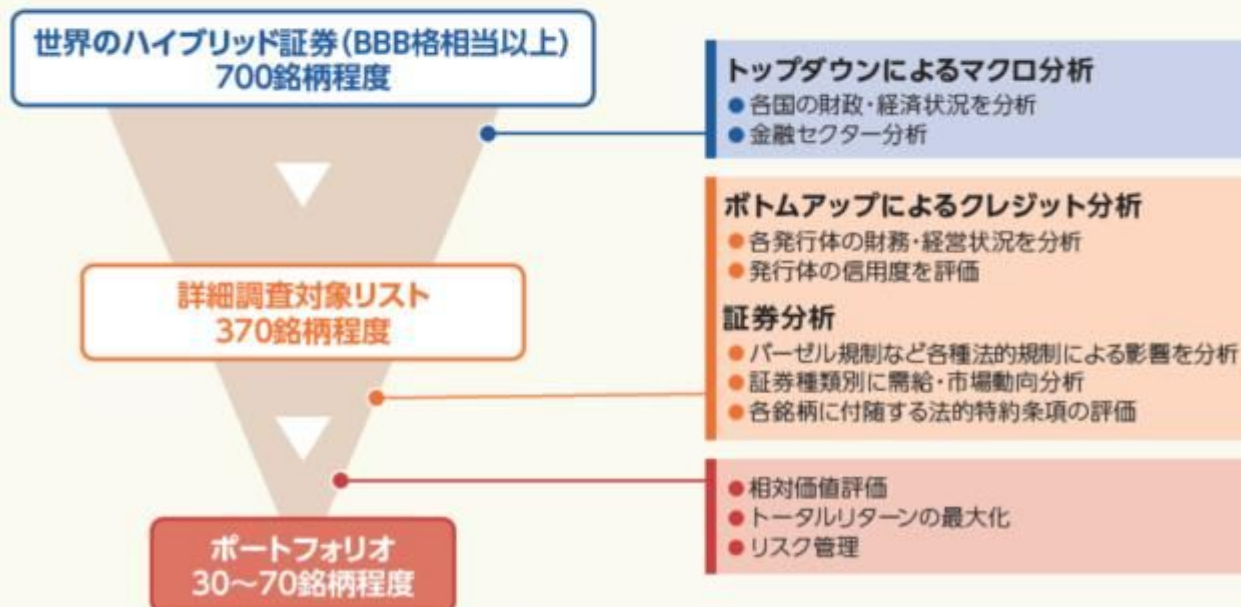 世界のハイブリッド証券(BBB格相当以上)
700銘柄程度
トップダウンによるマクロ分析
●各国の財政・経済状況を分析
●金融セクター分析
詳細調査対象リスト
370銘柄程度
ボトムアップによるクレジット分析
●各発行体の財務・経営状況を分析
●発行体の信用度を評価
証券分析
●バーゼル規制など各種法的規制による影響を分析
●証券種類別に需給・市場動向分析
●各銘柄に付随する法的特約条項の評価
ポートフォリオ
30〜70銘柄程度
●相対価値評価
●トータルリターンの最大化
●リスク管理